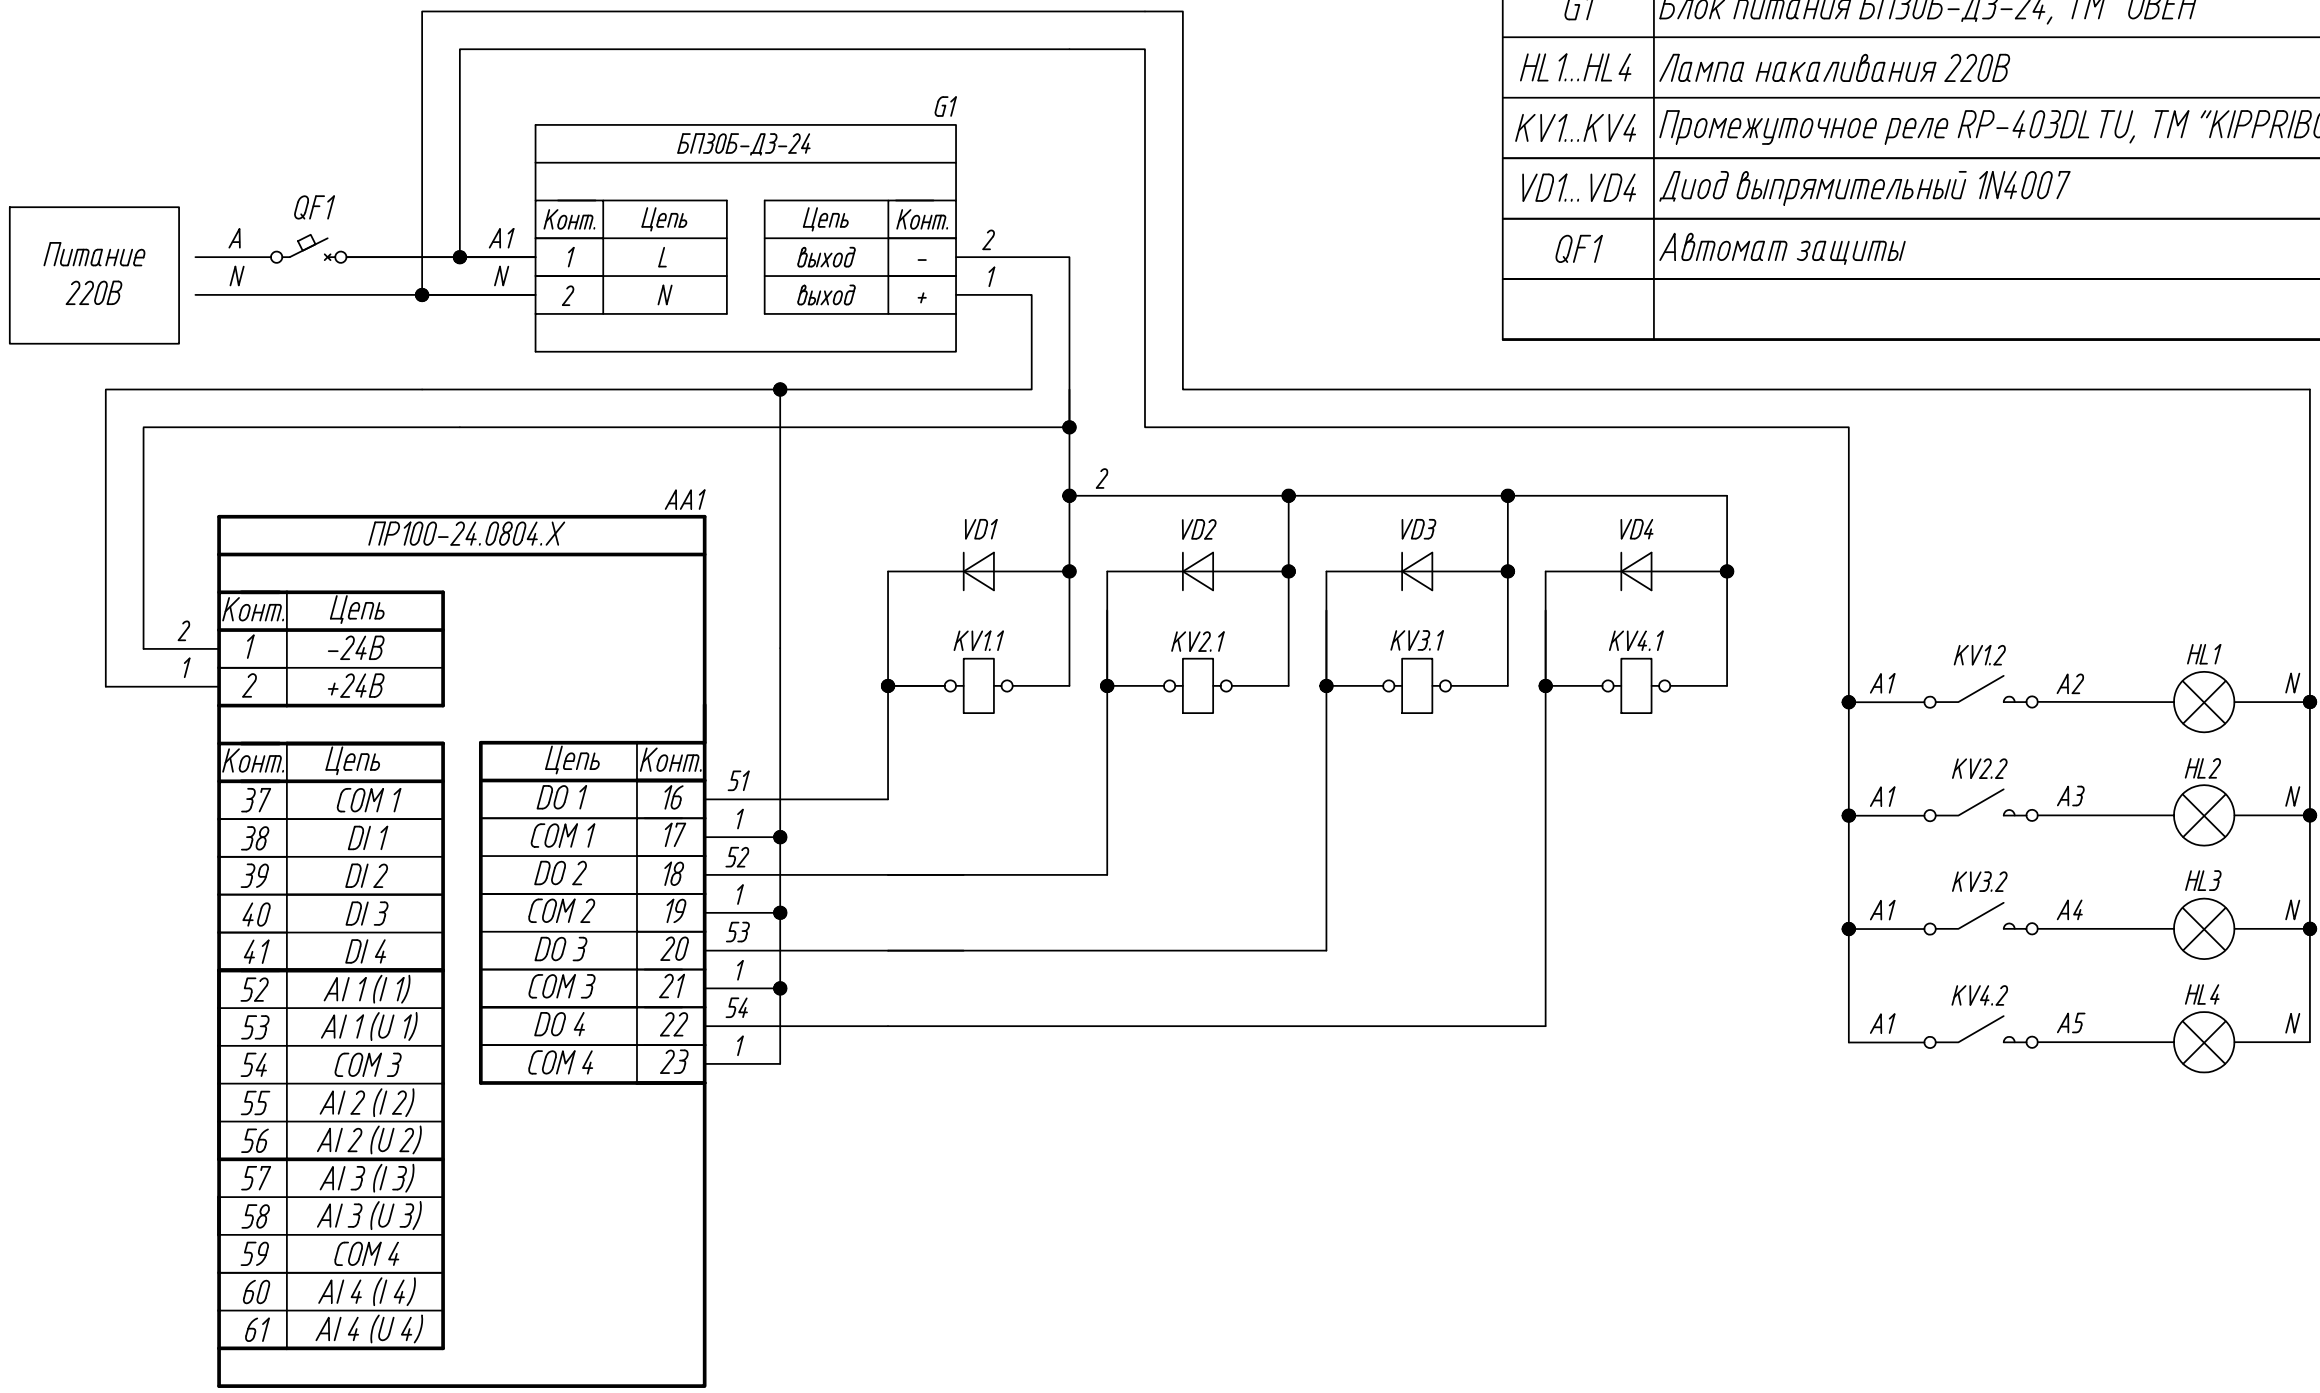 G1 Блок питания БП30Б-Д3-24, ТМ "ОВЕН
HL1...HL4 Лампа накаливания 220В
KV1...KV4 Промежуточное реле RP-403DLTU, ТМ "KIPPRIBO
VD1...VD4 Диод выпрямительный 1N4007
QF1 Автомат защиты
G1
БП30Б-Д3-24
Конт. Цепь Цепь Конт.
1 L выход -
2 N выход +
Питание
220В
QF1
A
N
A1
N
2
1
AA1
ПР100-24.0804.X
Конт. Цепь
1 -24В
2 +24В
2
1
Конт. Цепь
37 COM 1
38 DI 1
39 DI 2
40 DI 3
41 DI 4
52 AI 1 (I 1)
53 AI 1 (U 1)
54 COM 3
55 AI 2 (I 2)
56 AI 2 (U 2)
57 AI 3 (I 3)
58 AI 3 (U 3)
59 COM 4
60 AI 4 (I 4)
61 AI 4 (U 4)
Цепь Конт.
DO 1 16 51
COM 1 17 1
DO 2 18 52
COM 2 19 1
DO 3 20 53
COM 3 21 1
DO 4 22 54
COM 4 23 1
2
VD1 VD2 VD3 VD4
KV1.1 KV2.1 KV3.1 KV4.1
KV1.2 HL1
A1 A2 N
KV2.2 HL2
A1 A3 N
KV3.2 HL3
A1 A4 N
KV4.2 HL4
A1 A5 N